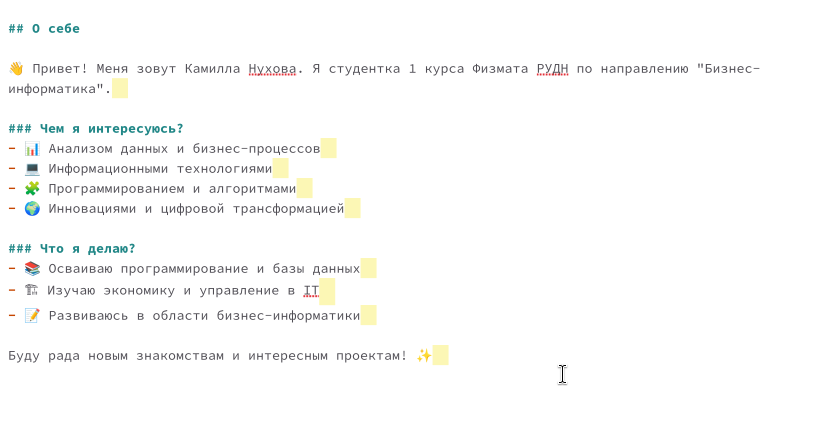 ## О себе
👋 Привет! Меня зовут Камилла Нухова. Я студентка 1 курса Физмата РУДН по направлению "Бизнес-
информатика".
### Чем я интересуюсь?
- 📊 Анализом данных и бизнес-процессов
- 💻 Информационными технологиями
- 🧩 Программированием и алгоритмами
- 🌍 Инновациями и цифровой трансформацией
### Что я делаю?
- 📚 Осваиваю программирование и базы данных
- 🏗 Изучаю экономику и управление в IT
- 📝 Развиваюсь в области бизнес-информатики
Буду рада новым знакомствам и интересным проектам! ✨